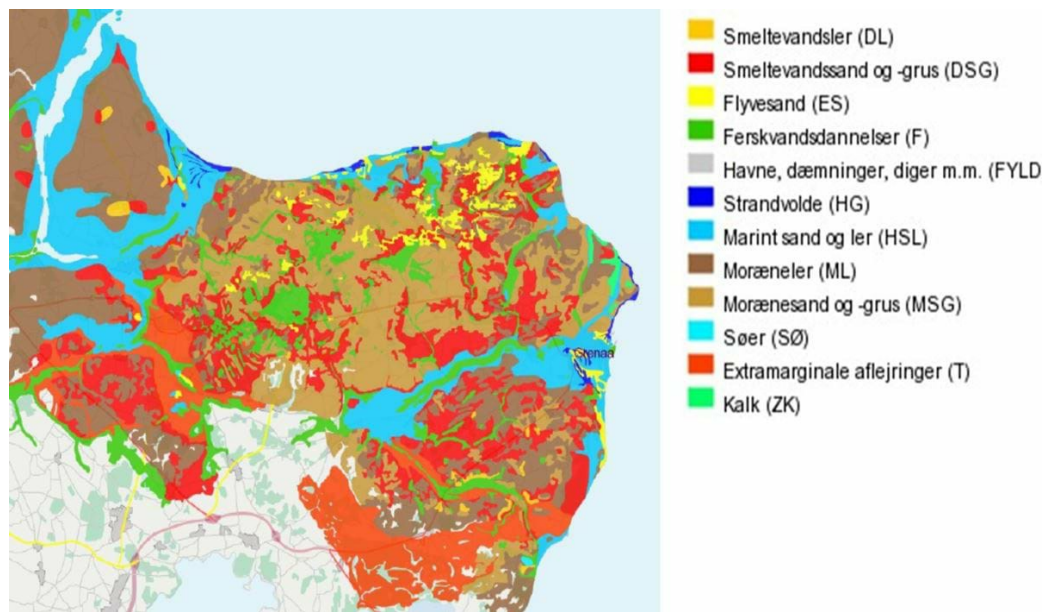 Smeltevandsler (DL)
Smeltevandssand og -grus (DSG)
Flyvesand (ES)
Ferskvandsdannelser (F)
Havne, dæmninger, diger m.m. (FYLD
Strandvolde (HG)
Marint sand og ler (HSL)
Moræneler (ML)
Morænesand og -grus (MSG)
Grenaa
Søer (SØ)
Extramarginale aflejringer (T)
Kalk (ZK)